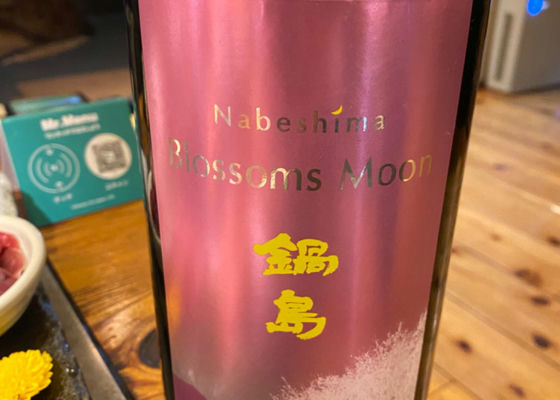 Mr.Menu
Nabeshima
Blossoms Moon
鍋
島